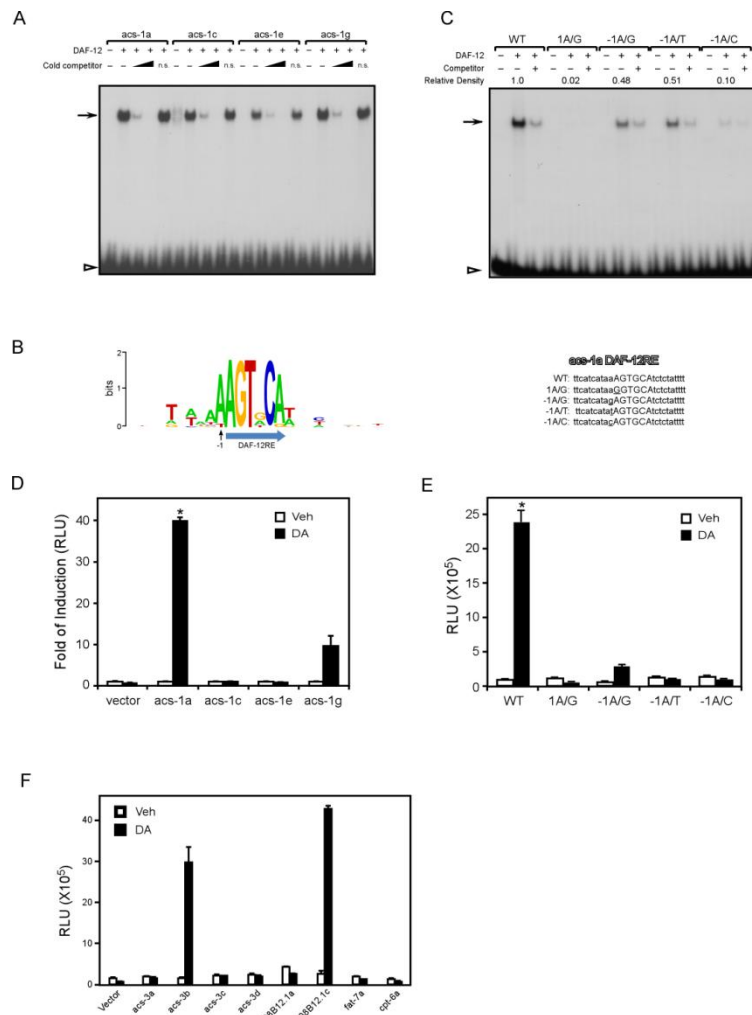 A
acs-1a acs-1c acs-1e acs-1g
DAF-12 – + + + + – + + + + – + + + + – + + + +
Cold competitor – – n.s. – – n.s. – – n.s. – – n.s.
C
WT 1A/G -1A/G -1A/T -1A/C
DAF-12 – + + – + + – + + – + + – + +
Competitor – – + – – + – – + – – + – – +
Relative Density 1.0 0.02 0.48 0.51 0.10
B
bits
2
1
0
-1
DAF-12RE
acs-1a DAF-12RE
WT: ttcatcataaAGTGCAtctctatttt
1A/G: ttcatcataaGGTGCAtctctatttt
-1A/G: ttcatcatagAGTGCAtctctatttt
-1A/T: ttcatcatatAGTGCAtctctatttt
-1A/C: ttcatcatacAGTGCAtctctatttt
D
Fold of Induction (RLU)
40
30
20
10
0
*
Veh
DA
vector acs-1a acs-1c acs-1e acs-1g
E
RLU (X10⁵)
25
20
15
10
5
0
*
Veh
DA
WT 1A/G -1A/G -1A/T -1A/C
F
RLU (X10⁵)
40
30
20
10
0
Veh
DA
Vector acs-3a acs-3b acs-3c acs-3d 8B12.1a 8B12.1c fat-7a cpt-6a